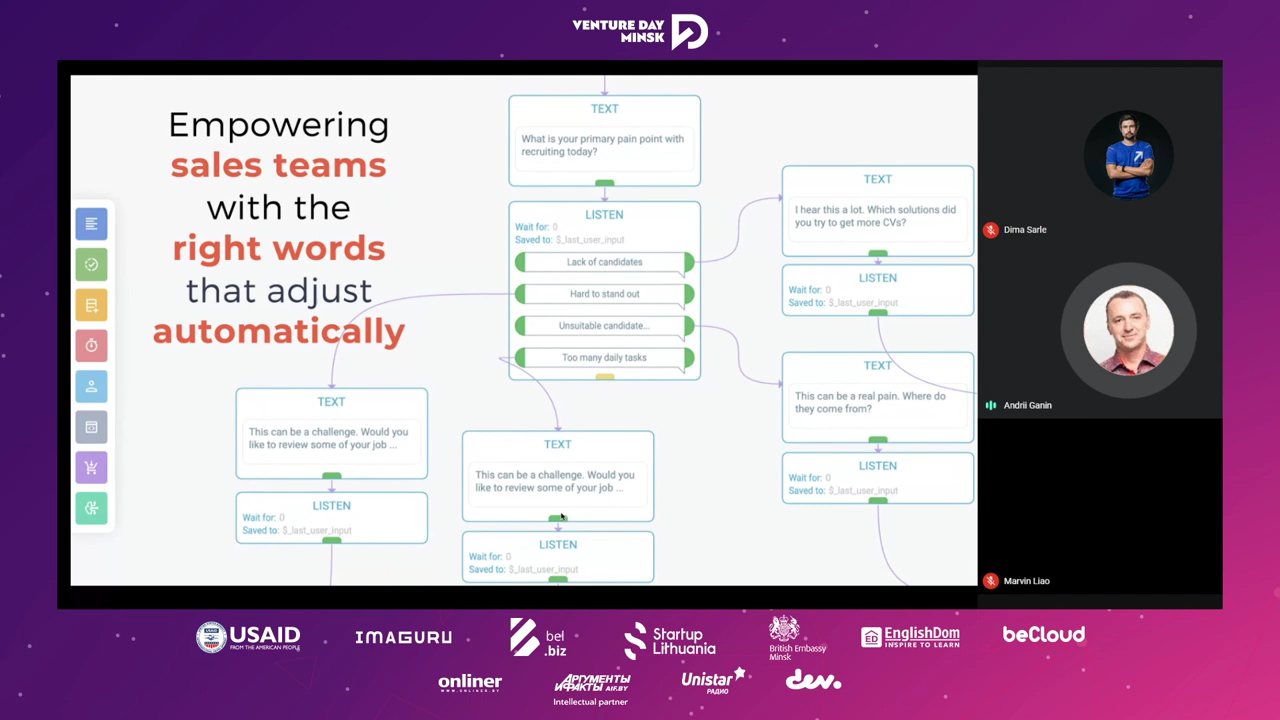 VENTURE DAY
MINSK
Empowering
sales teams
with the
right words
that adjust
automatically
TEXT
What is your primary pain point with
recruiting today?
LISTEN
Wait for: 0
Saved to: $_last_user_input
Lack of candidates
Hard to stand out
Unsuitable candidate...
Too many daily tasks
TEXT
I hear this a lot. Which solutions did
you try to get more CVs?
LISTEN
Wait for: 0
Saved to: $_last_user_input
TEXT
This can be a real pain. Where do
they come from?
LISTEN
Wait for: 0
Saved to: $_last_user_input
TEXT
This can be a challenge. Would you
like to review some of your job ...
LISTEN
Wait for: 0
Saved to: $_last_user_input
TEXT
This can be a challenge. Would you
like to review some of your job ...
LISTEN
Wait for: 0
Saved to: $_last_user_input
Dima Sarle
Andrii Ganin
Marvin Liao
USAID
FROM THE AMERICAN PEOPLE
IMAGURU
bel
.biz
Startup
Lithuania
British Embassy
Minsk
ED EnglishDom
INSPIRE TO LEARN
beCloud
onliner
WWW.ONLINER.BY
АРГУМЕНТЫ
И ФАКТЫ AIF.BY
Intellectual partner
Unistar
РАДИО
dev.